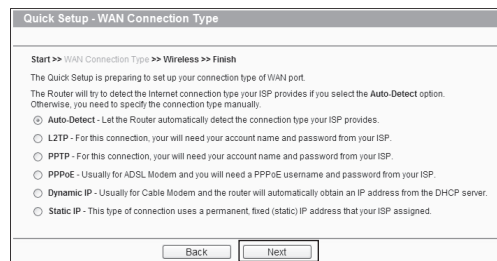 Quick Setup - WAN Connection Type
Start >> WAN Connection Type >> Wireless >> Finish
The Quick Setup is preparing to set up your connection type of WAN port.
The Router will try to detect the Internet connection type your ISP provides if you select the Auto-Detect option.
Otherwise, you need to specify the connection type manually.
Auto-Detect - Let the Router automatically detect the connection type your ISP provides.
L2TP - For this connection, your will need your account name and password from your ISP.
PPTP - For this connection, your will need your account name and password from your ISP.
PPPoE - Usually for ADSL Modem and you will need a PPPoE username and password from your ISP.
Dynamic IP - Usually for Cable Modem and the router will automatically obtain an IP address from the DHCP server.
Static IP - This type of connection uses a permanent, fixed (static) IP address that your ISP assigned.
Back Next